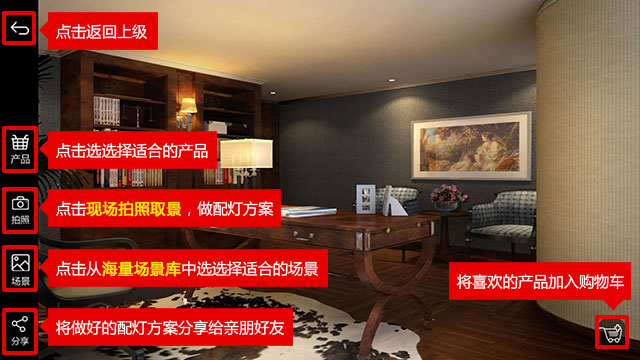 点击返回上级
产品
点击选选择适合的产品
拍照
点击现场拍照取景，做配灯方案
场景
点击从海量场景库中选选择适合的场景
将喜欢的产品加入购物车
分享
将做好的配灯方案分享给亲朋好友